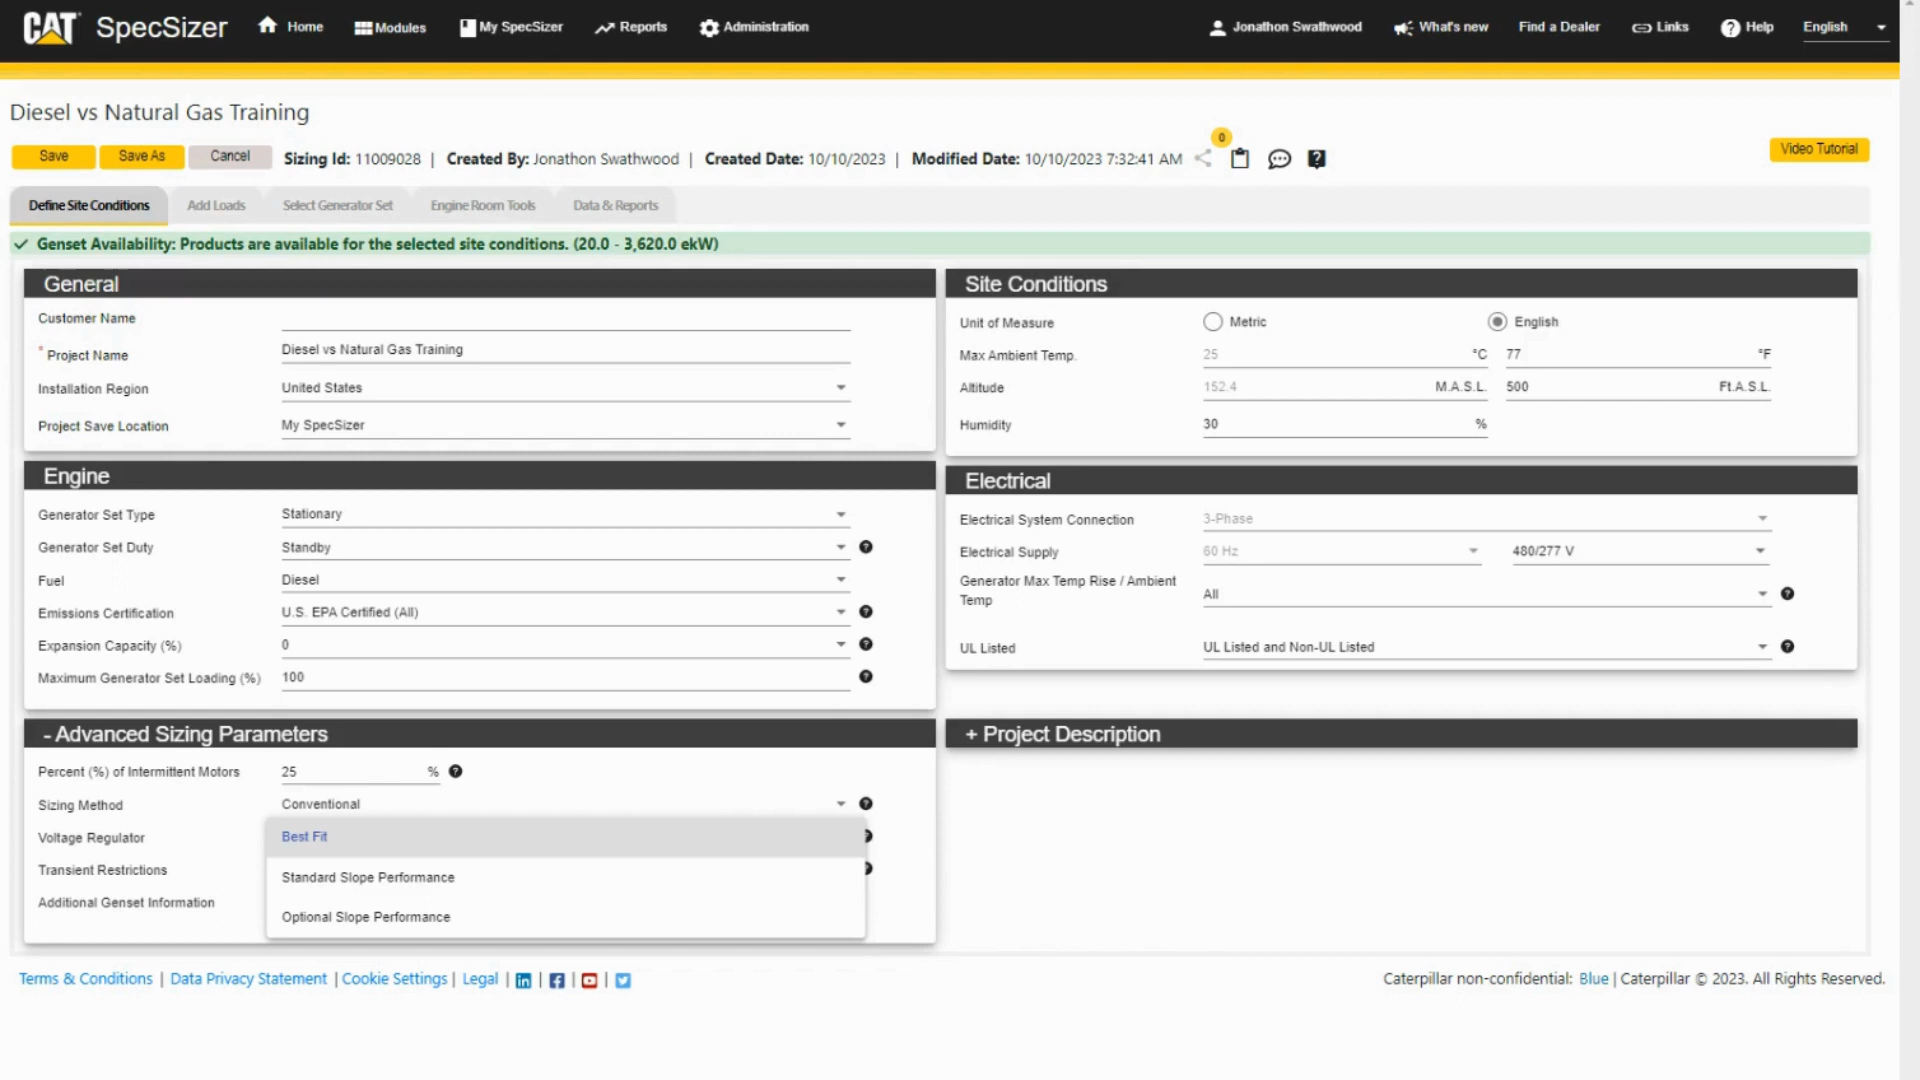 CAT SpecSizer Home Modules My SpecSizer Reports Administration Jonathon Swathwood What's new Find a Dealer Links Help English
Diesel vs Natural Gas Training
0
Save Save As Cancel Sizing Id: 11009028 | Created By: Jonathon Swathwood | Created Date: 10/10/2023 | Modified Date: 10/10/2023 7:32:41 AM Video Tutorial
Define Site Conditions Add Loads Select Generator Set Engine Room Tools Data & Reports
Genset Availability: Products are available for the selected site conditions. (20.0 - 3,620.0 ekW)
General
Customer Name
* Project Name Diesel vs Natural Gas Training
Installation Region United States
Project Save Location My SpecSizer
Site Conditions
Unit of Measure Metric English
Max Ambient Temp. 25 °C 77 °F
Altitude 152.4 M.A.S.L. 500 Ft.A.S.L.
Humidity 30 %
Engine
Generator Set Type Stationary
Generator Set Duty Standby
Fuel Diesel
Emissions Certification U.S. EPA Certified (All)
Expansion Capacity (%) 0
Maximum Generator Set Loading (%) 100
Electrical
Electrical System Connection 3-Phase
Electrical Supply 60 Hz 480/277 V
Generator Max Temp Rise / Ambient
Temp All
UL Listed UL Listed and Non-UL Listed
- Advanced Sizing Parameters
Percent (%) of Intermittent Motors 25 %
Sizing Method Conventional
Voltage Regulator Best Fit
Transient Restrictions Standard Slope Performance
Additional Genset Information Optional Slope Performance
+ Project Description
Terms & Conditions | Data Privacy Statement | Cookie Settings | Legal | in | f | | Caterpillar non-confidential: Blue | Caterpillar © 2023. All Rights Reserved.